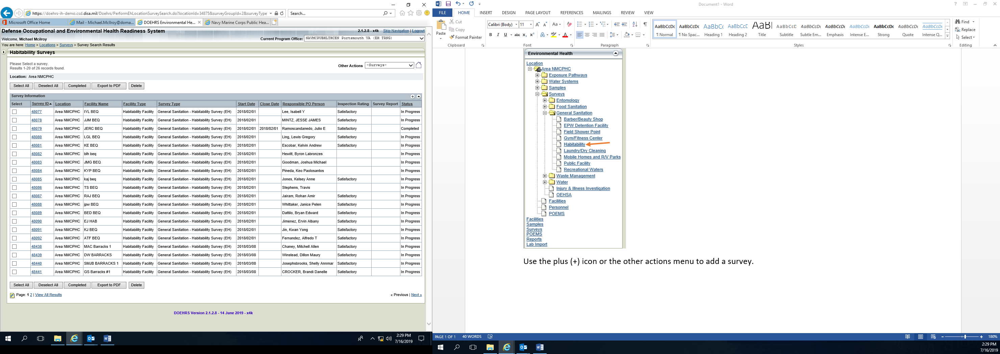 https://doehrs-ih-demo.csd.disa.mil/Doehrs/PerformEhLocationSurveySearch.do?locationId=34875&surveyGroupId=2&surveyType
Search...
Microsoft Office Home
Mail - Michael.McIlroy@doma...
DOEHRS Environmental He...
Navy Marine Corps Public Hea...
Defense Occupational and Environmental Health Readiness System
2.1.2.8 - x4k Skip Navigation | Logout
Welcome, Michael Mcilroy
Current Program Office: NAVMCPUBHLTHCEN Portsmouth VA (EH TRNG)
You are here: Home > Locations > Surveys > Survey Search Results
Habitability Surveys
Please Select a survey.
Results 1-20 of 26 records found.
Other Actions -Surveys-
Location: Area NMCPHC
Select All Deselect All Completed Export to PDF Delete
Survey Information
Select Survey ID Location Facility Name Facility Type Survey Type Start Date Close Date Responsible PO Person Inspection Rating Survey Report Status
48077 Area NMCPHC IYL BEQ Habitability Facility General Sanitation - Habitability Survey (EH) 2018/02/01 Lee, Isabell Y Satisfactory In Progress
48078 Area NMCPHC JJM BEQ Habitability Facility General Sanitation - Habitability Survey (EH) 2018/02/01 MINTZ, JESSE JAMES Satisfactory In Progress
48079 Area NMCPHC JERC BEQ Habitability Facility General Sanitation - Habitability Survey (EH) 2018/02/01 2018/02/01 Ramoscandanedo, Julio E Satisfactory Completed
48080 Area NMCPHC LGL BEQ Habitability Facility General Sanitation - Habitability Survey (EH) 2018/02/01 Ling, Lewis Gregory Satisfactory In Progress
48081 Area NMCPHC KE BEQ Habitability Facility General Sanitation - Habitability Survey (EH) 2018/02/01 Escobar, Kelvin Andrew Satisfactory In Progress
48082 Area NMCPHC blh beq Habitability Facility General Sanitation - Habitability Survey (EH) 2018/02/01 Hewitt, Byron Labronzes In Progress
48083 Area NMCPHC JMG BEQ Habitability Facility General Sanitation - Habitability Survey (EH) 2018/02/01 Goodman, Joshua Michael In Progress
48084 Area NMCPHC KYP BEQ Habitability Facility General Sanitation - Habitability Survey (EH) 2018/02/01 Pineda, Keo Paolosantos In Progress
48085 Area NMCPHC kaj beq Habitability Facility General Sanitation - Habitability Survey (EH) 2018/02/01 Jones, Kelsey Anne Satisfactory In Progress
48086 Area NMCPHC TS BEQ Habitability Facility General Sanitation - Habitability Survey (EH) 2018/02/01 Stephens, Travis In Progress
48087 Area NMCPHC RAJ BEQ Habitability Facility General Sanitation - Habitability Survey (EH) 2018/02/01 Jairam, Rohan Amir Satisfactory In Progress
48088 Area NMCPHC jpw BEQ Habitability Facility General Sanitation - Habitability Survey (EH) 2018/02/01 Whittaker, Janice Pelen Satisfactory In Progress
48089 Area NMCPHC BED BEQ Habitability Facility General Sanitation - Habitability Survey (EH) 2018/02/01 Dattilo, Bryan Edward Satisfactory In Progress
48090 Area NMCPHC EJ HAB Habitability Facility General Sanitation - Habitability Survey (EH) 2018/02/01 Jimenez, Ervin Albany Satisfactory In Progress
48091 Area NMCPHC KJ BEQ Habitability Facility General Sanitation - Habitability Survey (EH) 2018/02/01 Jin, Kwan Yong Satisfactory In Progress
48092 Area NMCPHC ATF BEQ Habitability Facility General Sanitation - Habitability Survey (EH) 2018/02/01 Fernandez, Alfredo T Satisfactory In Progress
48438 Area NMCPHC MAC Barracks 1 Habitability Facility General Sanitation - Habitability Survey (EH) 2018/03/08 Chaney, Mitchell Allen Satisfactory In Progress
48439 Area NMCPHC DW BARRACKS Habitability Facility General Sanitation - Habitability Survey (EH) 2018/03/08 Winstead, Dillon Maury Satisfactory In Progress
48440 Area NMCPHC SMJB BARRACKS 1 Habitability Facility General Sanitation - Habitability Survey (EH) 2018/03/08 Josephsbrooks, Shelly Annmar Satisfactory In Progress
48441 Area NMCPHC GS Barracks #1 Habitability Facility General Sanitation - Habitability Survey (EH) 2018/03/08 CROCKER, Brandi Danelle Satisfactory In Progress
Select All Deselect All Completed Export to PDF Delete
Page: 1 2 | View All Results
« Previous | Next »
DOEHRS Version 2.1.2.8 - 14 June 2019 - x4k
2:29 PM
7/16/2019
Document1 - Word
FILE HOME INSERT DESIGN PAGE LAYOUT REFERENCES MAILINGS REVIEW VIEW
Paste
Cut
Copy
Format Painter
Clipboard
Calibri (Body) 11
Font
Paragraph
AaBbCcDc AaBbCcDc AaBbC( AaBbCcE AaBl AaBbCcD AaBbCcDc AaBbCcDc AaBbCcDc AaBbCcDc AaBbCcDc AaBbCcDc
¶ Normal ¶ No Spac... Heading 1 Heading 2 Title Subtitle Subtle Em... Emphasis Intense E... Strong Quote Intense Q...
Styles
Find
Replace
Select
Editing
Environmental Health
Location
Area NMCPHC
Exposure Pathways
Water Systems
Samples
Surveys
Entomology
Food Sanitation
General Sanitation
Barber/Beauty Shop
EPW Detention Facility
Field Shower Point
Gym/Fitness Center
Habitability
Laundry/Dry Cleaning
Mobile Homes and R/V Parks
Public Facility
Recreational Waters
Waste Management
Water
Injury & Illness Investigation
OEHSA
Facilities
Personnel
POEMS
Facilities
Samples
Surveys
POEMS
Reports
Lab Import
Use the plus (+) icon or the other actions menu to add a survey.
PAGE 1 OF 1 40 WORDS
180%
2:29 PM
7/16/2019